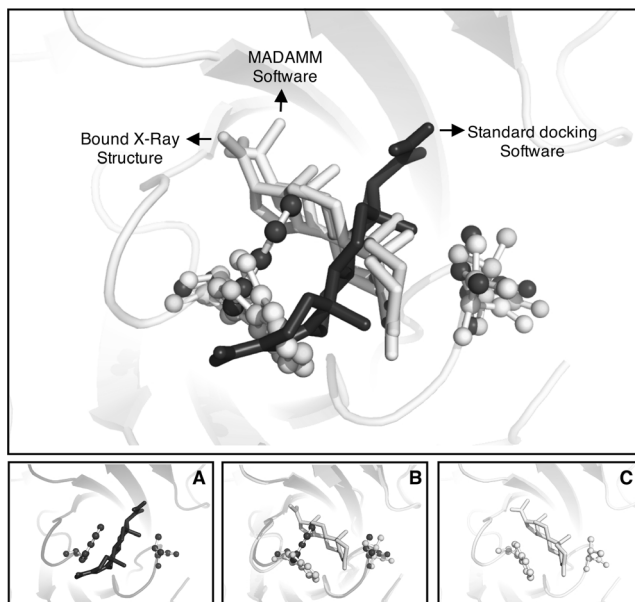 MADAMM
Software
Bound X-Ray
Structure
Standard docking
Software
A
B
C